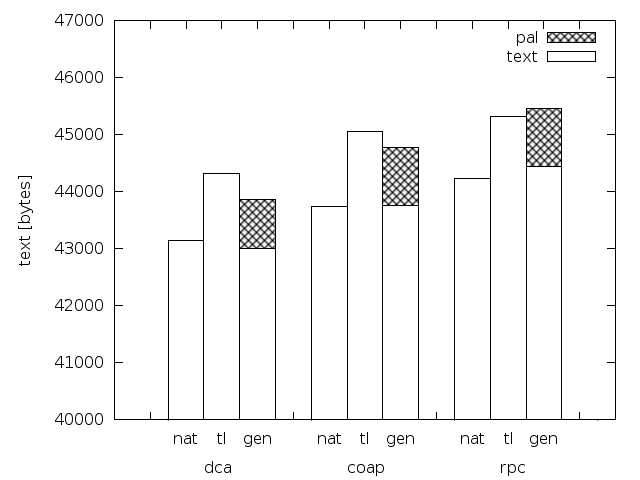 47000
46000
45000
44000
43000
42000
41000
40000
text [bytes]
pal
text
nat tl gen nat tl gen nat tl gen
dca coap rpc